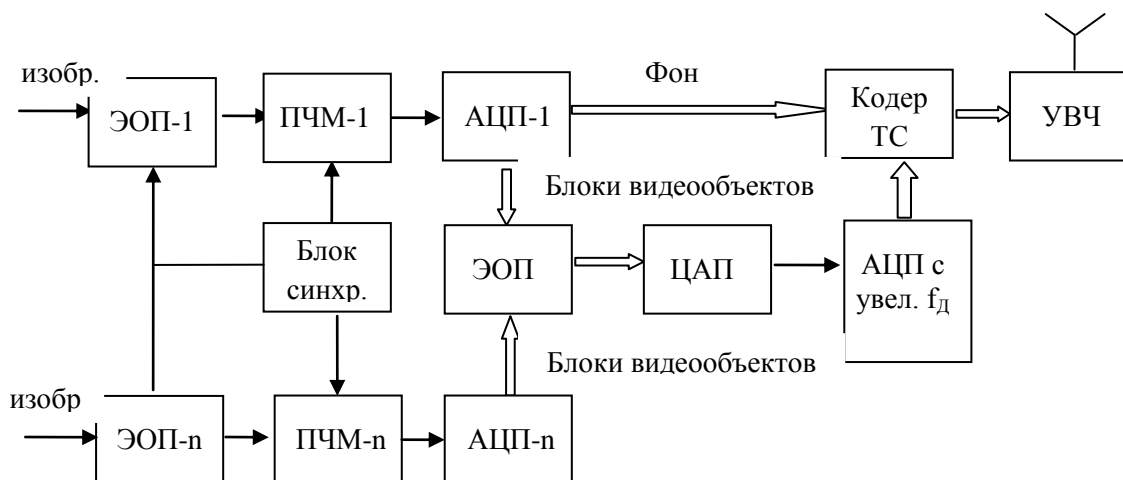 изобр.
ЭОП-1
ПЧМ-1
АЦП-1
Фон
Кодер
ТС
УВЧ
Блоки видеообъектов
Блок
синхр.
ЭОП
ЦАП
АЦП с
увел. fд
Блоки видеообъектов
изобр
ЭОП-n
ПЧМ-n
АЦП-n